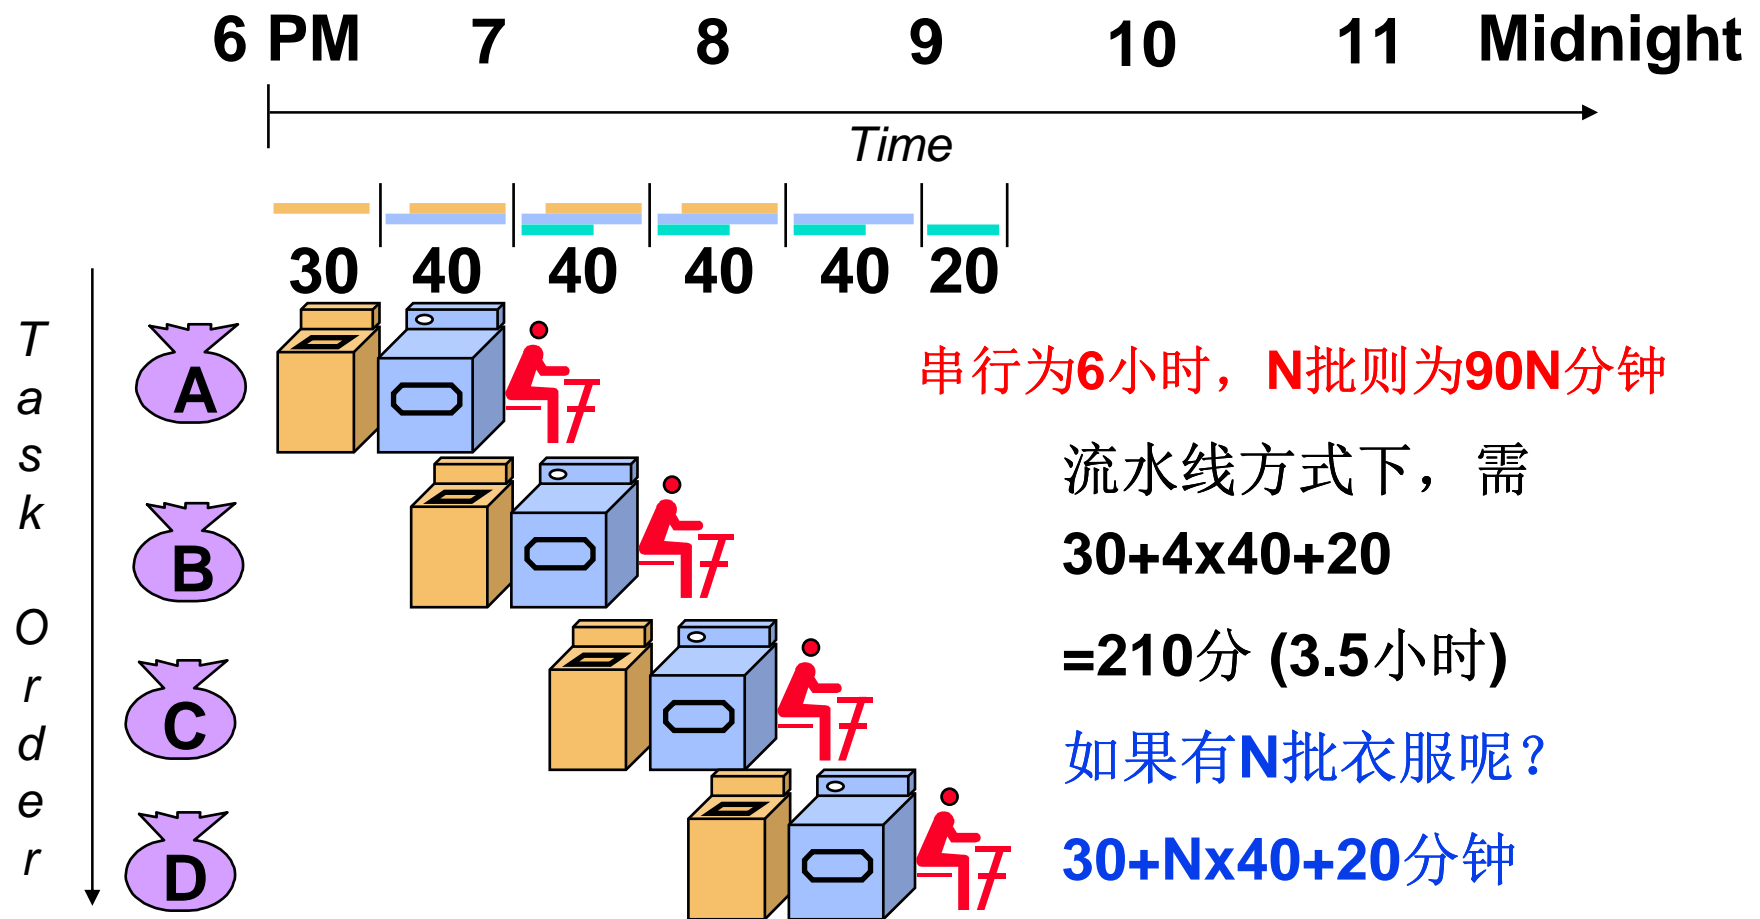 6 PM 7 8 9 10 11 Midnight
Time
30 40 40 40 40 20
Task Order
A
B
C
D
串行为6小时，N批则为90N分钟
流水线方式下，需
30+4x40+20
=210分 (3.5小时)
如果有N批衣服呢？
30+Nx40+20分钟